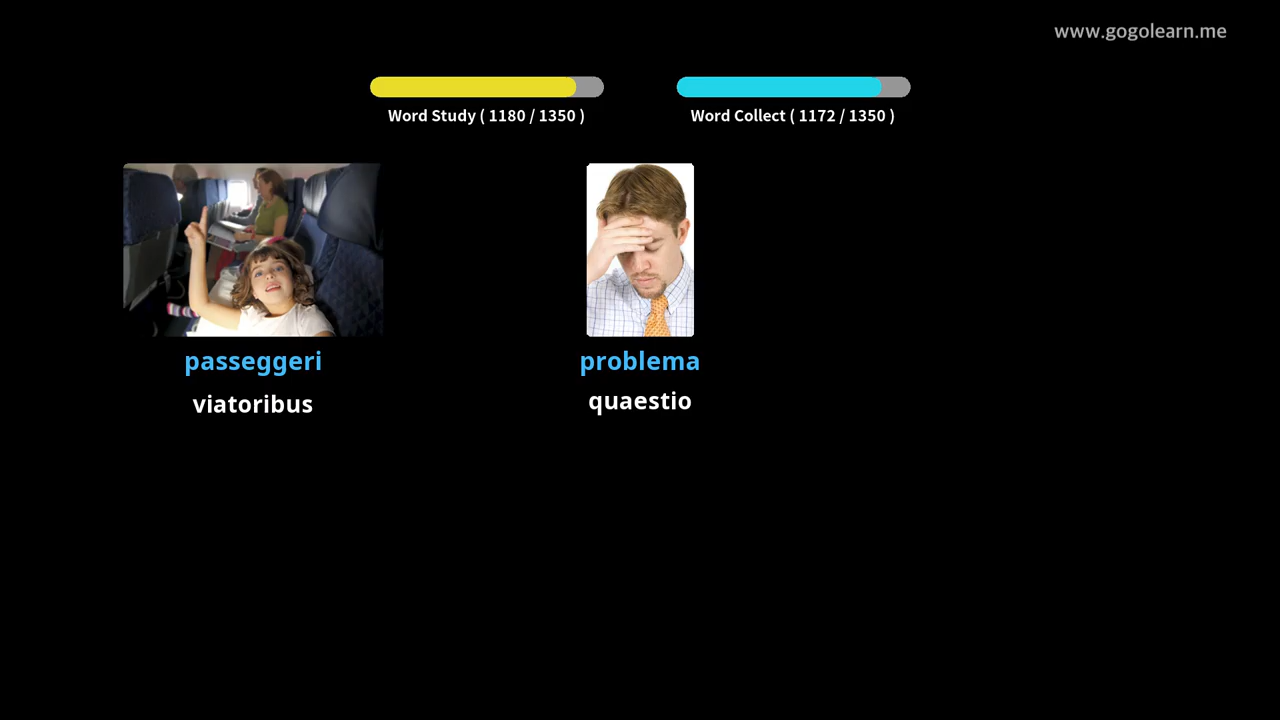 www.gogolearn.me
Word Study ( 1180 / 1350 )
Word Collect ( 1172 / 1350 )
passeggeri
problema
viatoribus
quaestio